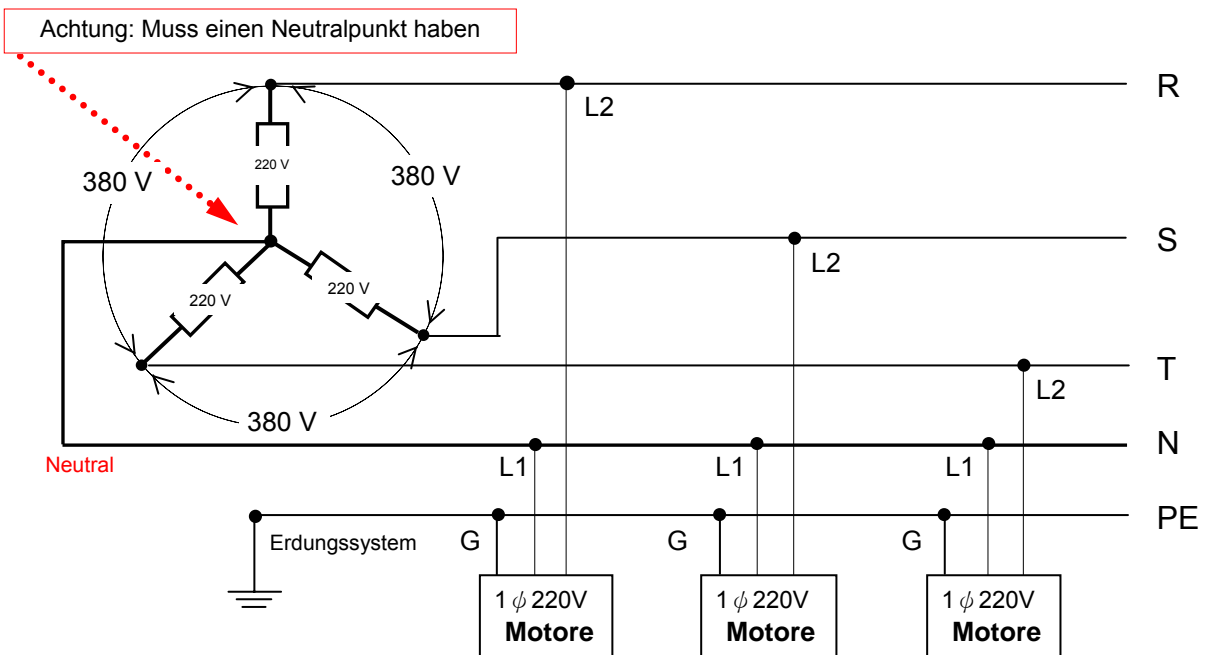 Achtung: Muss einen Neutralpunkt haben
R
L2
220 V
380 V
380 V
S
L2
220 V
220 V
T
L2
380 V
N
Neutral
L1
L1
L1
PE
Erdungssystem
G
G
G
1 ϕ 220V
Motore
1 ϕ 220V
Motore
1 ϕ 220V
Motore